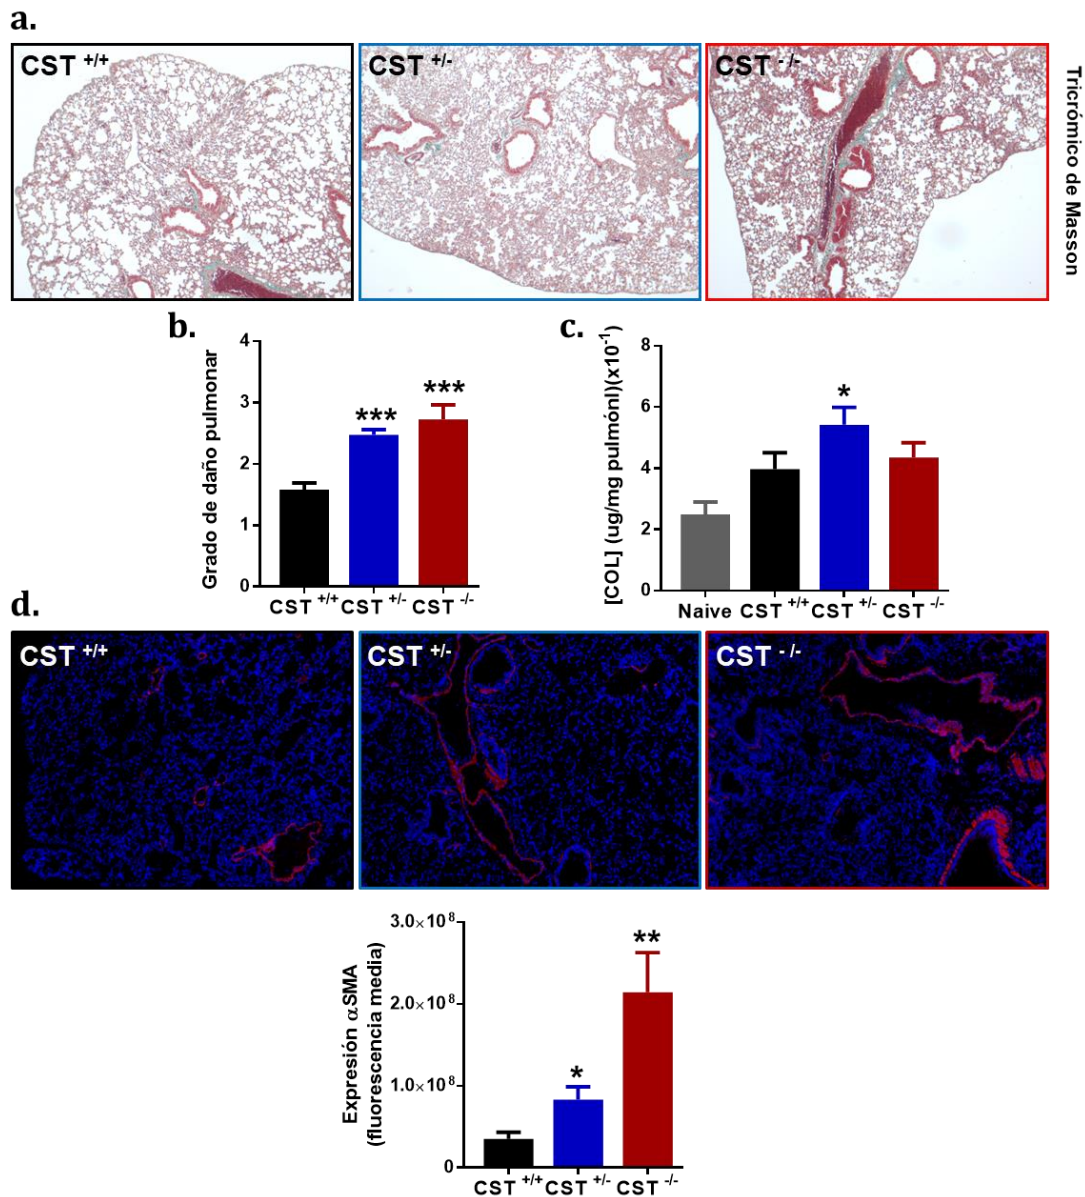 a.
CST +/+
CST +/-
CST - /-
Tricrómico de Masson
b.
Grado de daño pulmonar
4
3
2
1
0
***
***
CST +/+ CST +/- CST -/-
c.
[COL] (ug/mg pulmónl)(x10-1)
8
6
4
2
0
*
Naive CST +/+ CST +/- CST -/-
d.
CST +/+
CST +/-
CST - /-
Expresión αSMA
(fluorescencia media)
3.0×10 8
2.0×10 8
1.0×10 8
0
*
**
CST +/+ CST +/- CST -/-